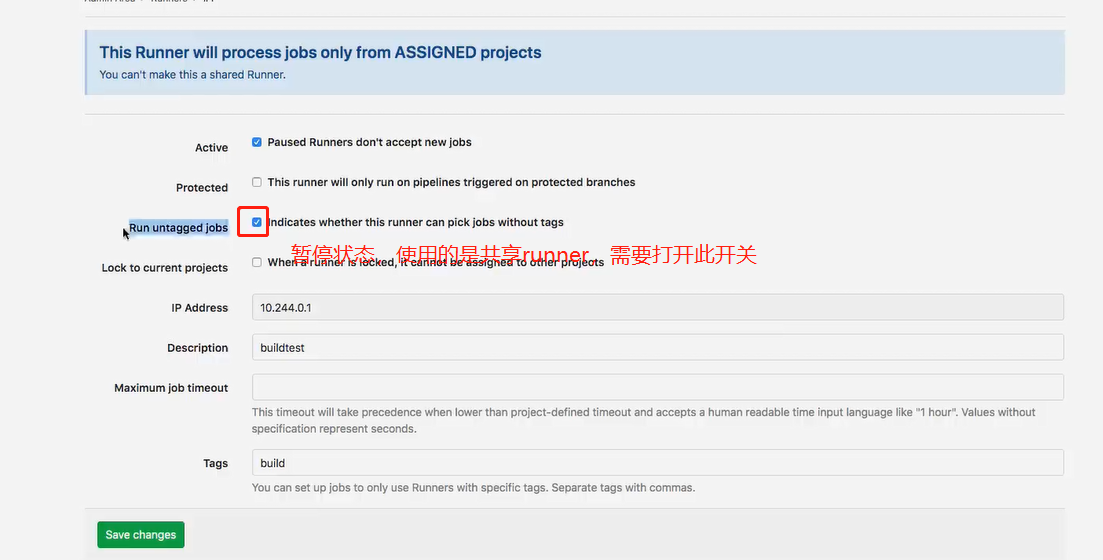 Admin Area > Runners >
This Runner will process jobs only from ASSIGNED projects
You can't make this a shared Runner.
Active
Paused Runners don't accept new jobs
Protected
This runner will only run on pipelines triggered on protected branches
Run untagged jobs
Indicates whether this runner can pick jobs without tags
暂停状态，使用的是共享runner，需要打开此开关
Lock to current projects
When a runner is locked, it cannot be assigned to other projects
IP Address
10.244.0.1
Description
buildtest
Maximum job timeout
This timeout will take precedence when lower than project-defined timeout and accepts a human readable time input language like "1 hour". Values without
specification represent seconds.
Tags
build
You can set up jobs to only use Runners with specific tags. Separate tags with commas.
Save changes